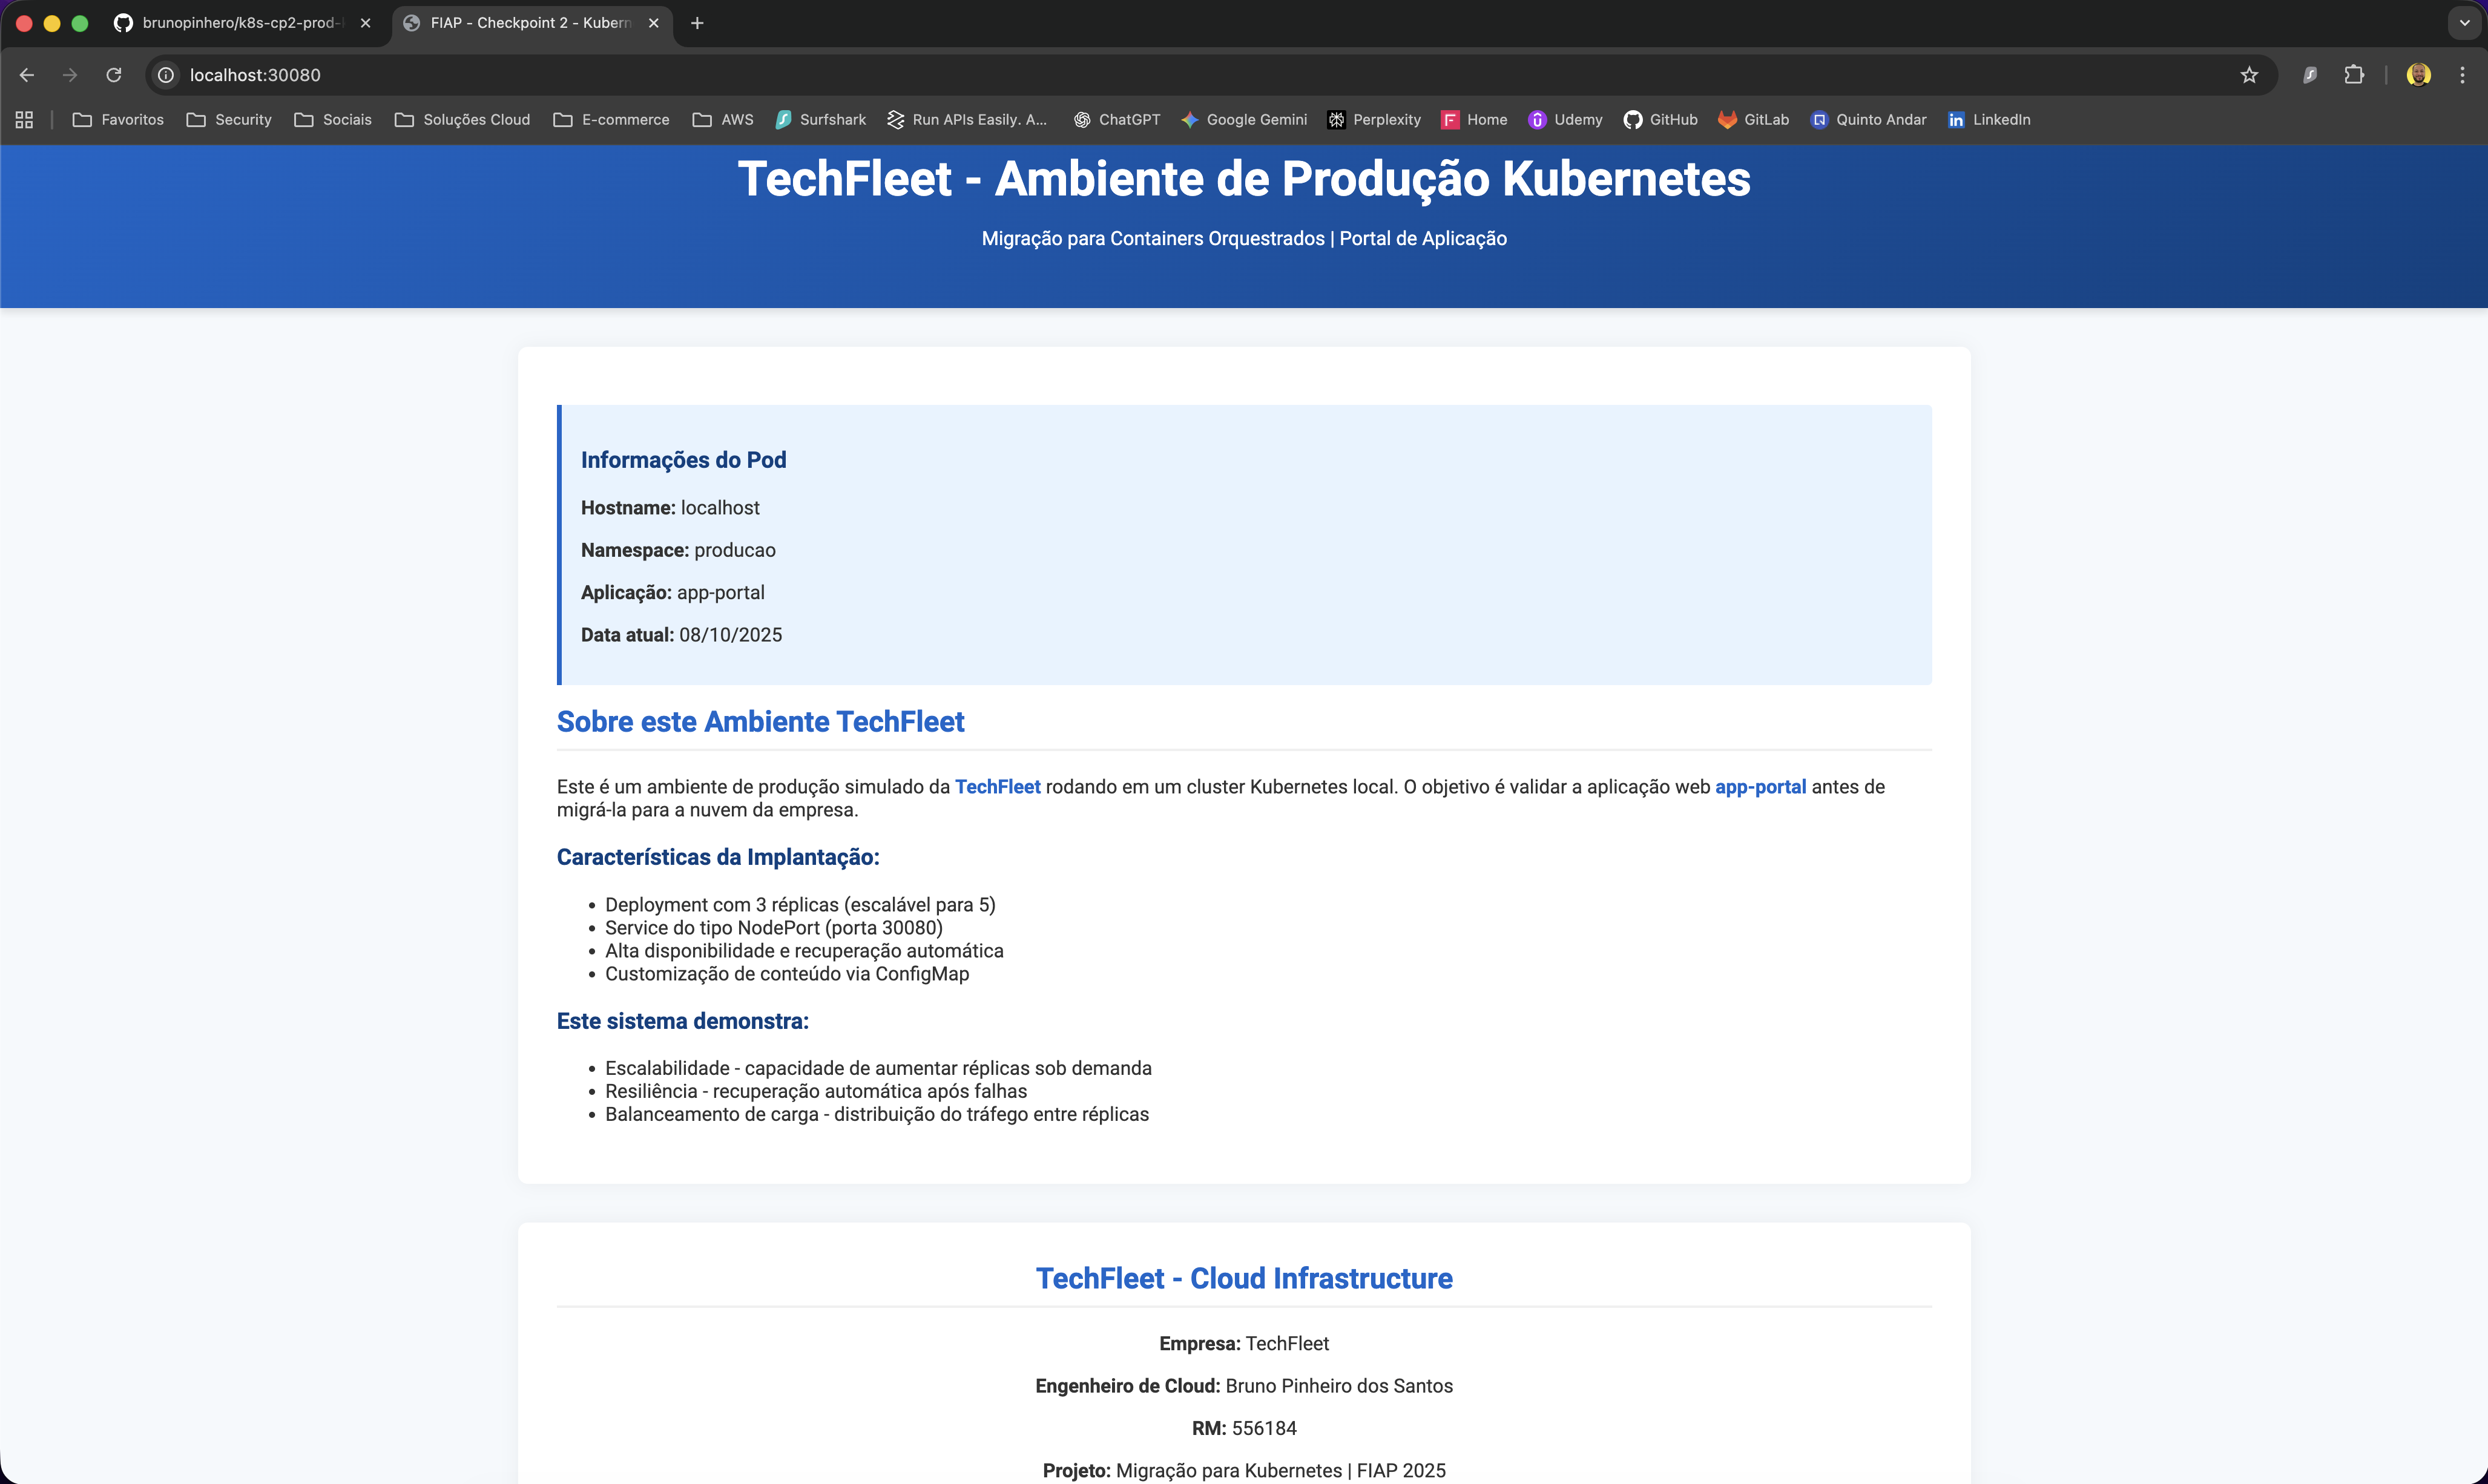 brunopinhero/k8s-cp2-prod-
FIAP - Checkpoint 2 - Kubern
localhost:30080
Favoritos
Security
Sociais
Soluções Cloud
E-commerce
AWS
Surfshark
Run APIs Easily. A...
ChatGPT
Google Gemini
Perplexity
Home
Udemy
GitHub
GitLab
Quinto Andar
LinkedIn
TechFleet - Ambiente de Produção Kubernetes
Migração para Containers Orquestrados | Portal de Aplicação
Informações do Pod
Hostname: localhost
Namespace: producao
Aplicação: app-portal
Data atual: 08/10/2025
Sobre este Ambiente TechFleet
Este é um ambiente de produção simulado da TechFleet rodando em um cluster Kubernetes local. O objetivo é validar a aplicação web app-portal antes de
migrá-la para a nuvem da empresa.
Características da Implantação:
• Deployment com 3 réplicas (escalável para 5)
• Service do tipo NodePort (porta 30080)
• Alta disponibilidade e recuperação automática
• Customização de conteúdo via ConfigMap
Este sistema demonstra:
• Escalabilidade - capacidade de aumentar réplicas sob demanda
• Resiliência - recuperação automática após falhas
• Balanceamento de carga - distribuição do tráfego entre réplicas
TechFleet - Cloud Infrastructure
Empresa: TechFleet
Engenheiro de Cloud: Bruno Pinheiro dos Santos
RM: 556184
Projeto: Migração para Kubernetes | FIAP 2025